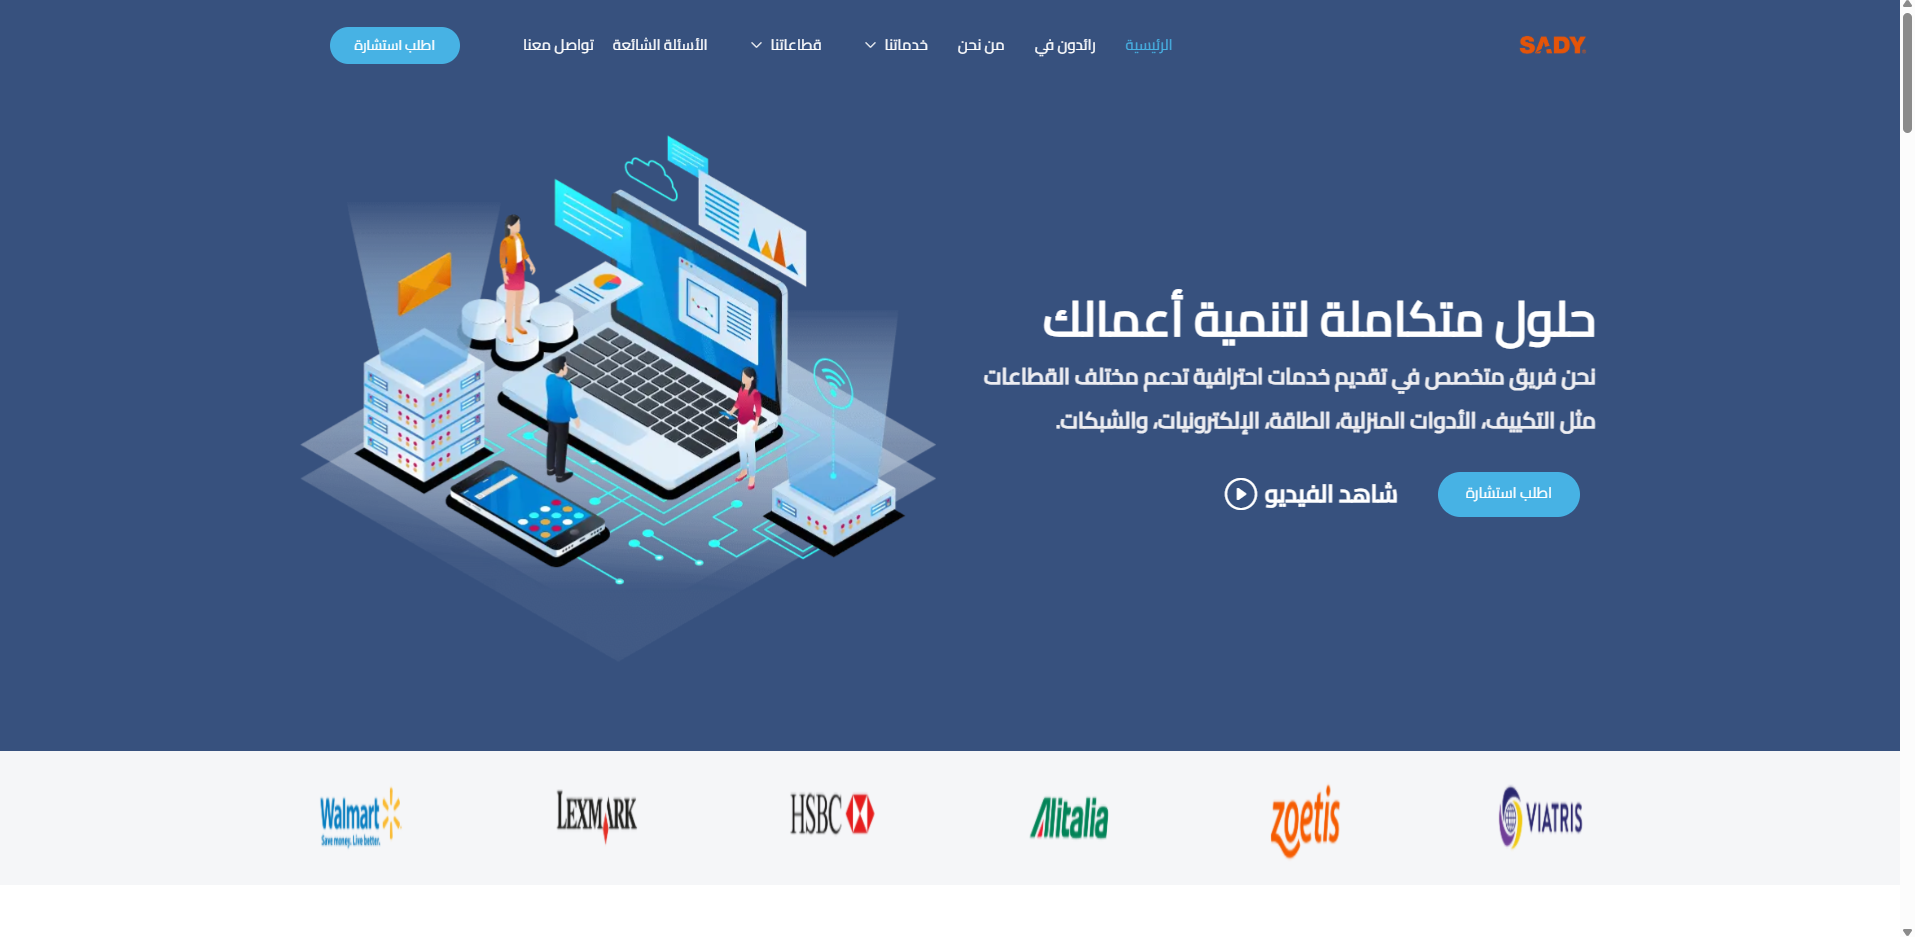 SADY
الرئيسية
رائدون في
من نحن
خدماتنا
قطاعاتنا
الأسئلة الشائعة
تواصل معنا
اطلب استشارة
حلول متكاملة لتنمية أعمالك
نحن فريق متخصص في تقديم خدمات احترافية تدعم مختلف القطاعات
مثل التكييف، الأدوات المنزلية، الطاقة، الإلكترونيات، والشبكات.
اطلب استشارة
شاهد الفيديو
VIATRIS
zoetis
Alitalia
HSBC
LEXMARK
Walmart
Save money. Live better.